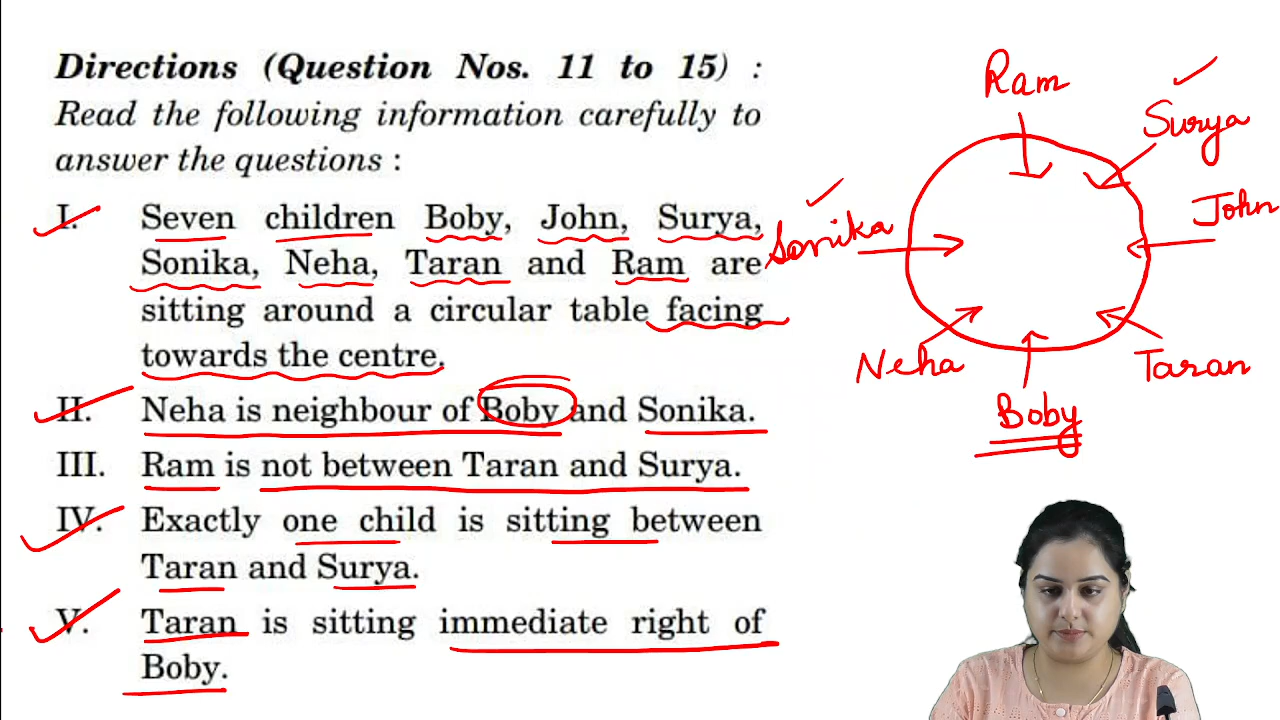 Directions (Question Nos. 11 to 15) :
Read the following information carefully to
answer the questions :
I. Seven children Boby, John, Surya,
Sonika, Neha, Taran and Ram are
sitting around a circular table facing
towards the centre.
II. Neha is neighbour of Boby and Sonika.
III. Ram is not between Taran and Surya.
IV. Exactly one child is sitting between
Taran and Surya.
V. Taran is sitting immediate right of
Boby.
Ram
Surya
John
Sonika
Neha
Taran
Boby